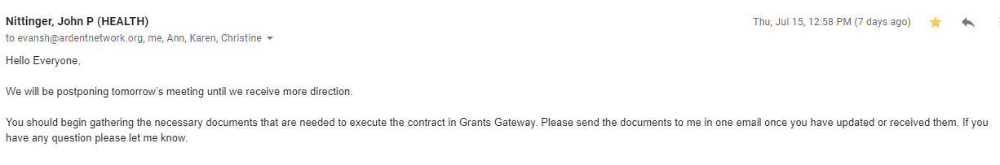 Nittinger, John P (HEALTH)
Thu, Jul 15, 12:58 PM (7 days ago)
to evansh@ardentnetwork.org, me, Ann, Karen, Christine
Hello Everyone,
We will be postponing tomorrow's meeting until we receive more direction.
You should begin gathering the necessary documents that are needed to execute the contract in Grants Gateway. Please send the documents to me in one email once you have updated or received them. If you
have any question please let me know.